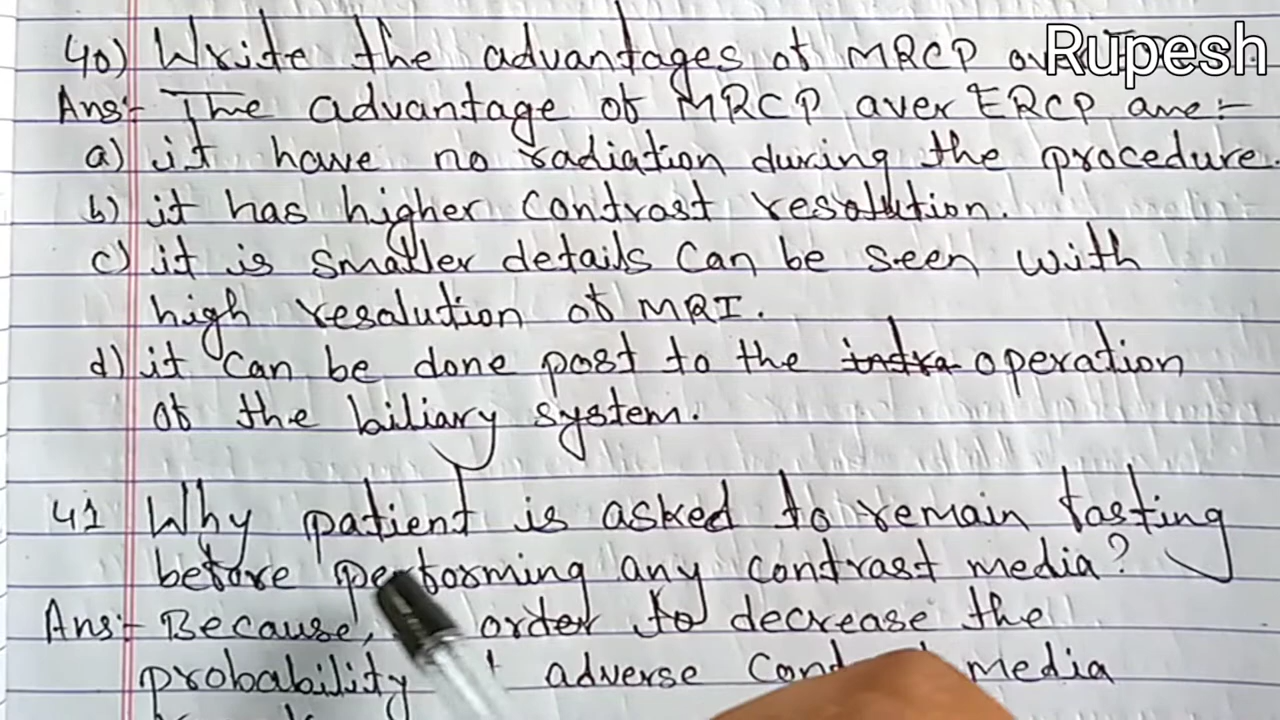 40) Write the advantages of MRCP
Rupesh
Ans:- The advantage of MRCP aver ERCP are:-
a) it have no radiation during the procedure.
b) it has higher contrast resolution.
c) it is smaller details can be seen with
high resolution of MRI.
d) it can be done post to the intra operation
of the biliary system.
41 Why patient is asked to remain fasting
before performing any contrast media?
Ans:- Because, order to decrease the
probability adverse media